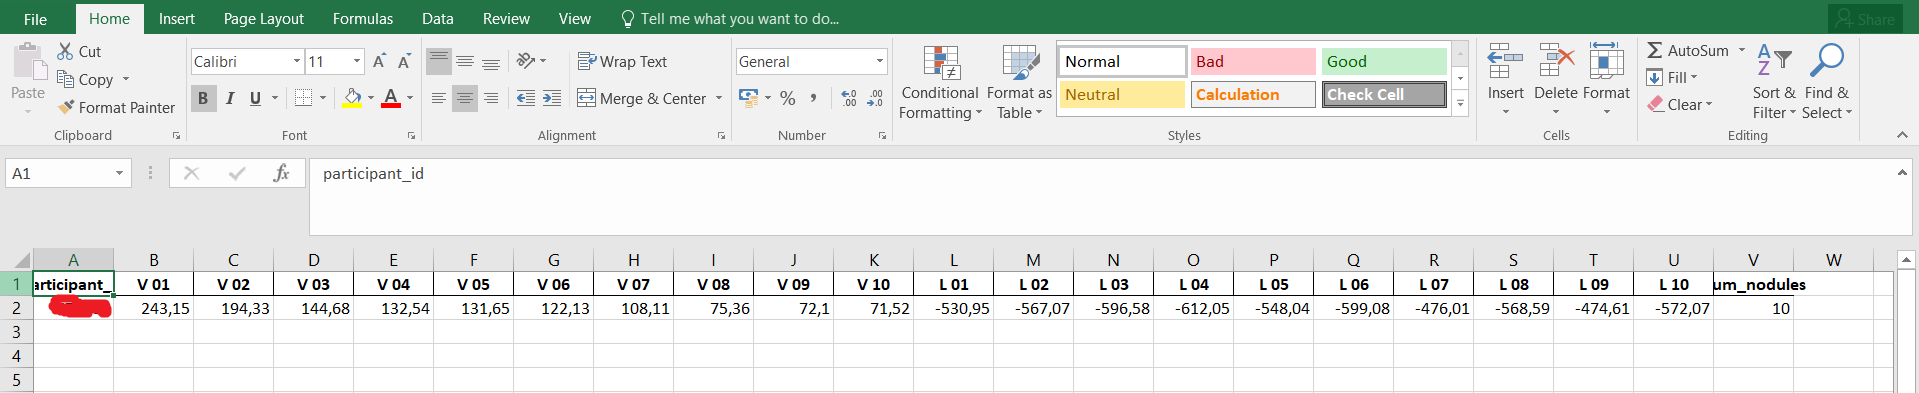 File Home Insert Page Layout Formulas Data Review View Tell me what you want to do... Share
Paste
Cut
Copy
Format Painter
Clipboard
Calibri 11
B I U
Font
Wrap Text
Merge & Center
Alignment
General
% ,
Number
Conditional Formatting
Format as Table
Normal Bad Good
Neutral Calculation Check Cell
Styles
Insert Delete Format
Cells
AutoSum
Fill
Clear
Sort & Filter
Find & Select
Editing
A1 fx participant_id
A B C D E F G H I J K L M N O P Q R S T U V W
1 articipant_ V 01 V 02 V 03 V 04 V 05 V 06 V 07 V 08 V 09 V 10 L 01 L 02 L 03 L 04 L 05 L 06 L 07 L 08 L 09 L 10 um_nodules
2 243,15 194,33 144,68 132,54 131,65 122,13 108,11 75,36 72,1 71,52 -530,95 -567,07 -596,58 -612,05 -548,04 -599,08 -476,01 -568,59 -474,61 -572,07 10
3
4
5